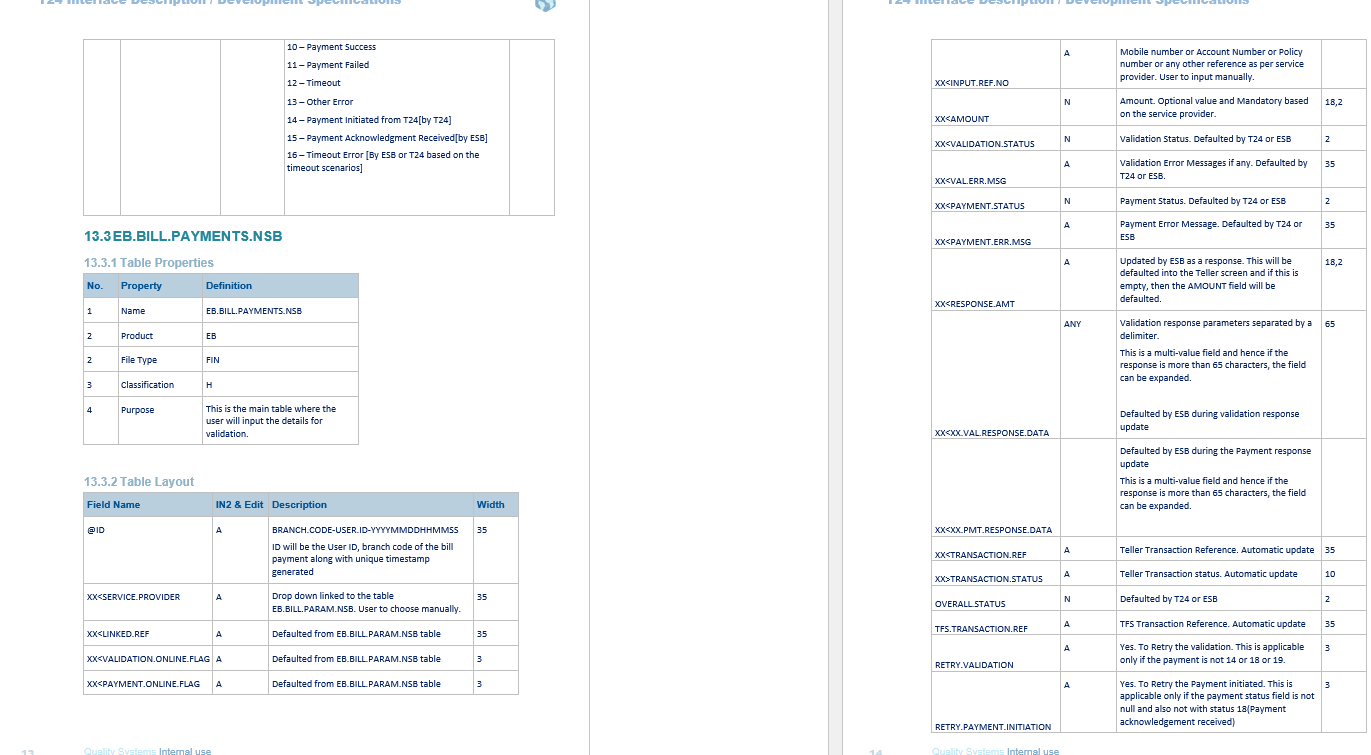 T24 Interface Description / Development Specifications
10 – Payment Success
11 – Payment Failed
12 – Timeout
13 – Other Error
14 – Payment Initiated from T24[by T24]
15 – Payment Acknowledgment Received[by ESB]
16 – Timeout Error [By ESB or T24 based on the
timeout scenarios]
13.3 EB.BILL.PAYMENTS.NSB
13.3.1 Table Properties
No. Property Definition
1 Name EB.BILL.PAYMENTS.NSB
2 Product EB
2 File Type FIN
3 Classification H
4 Purpose This is the main table where the
user will input the details for
validation.
13.3.2 Table Layout
Field Name IN2 & Edit Description Width
@ID A BRANCH.CODE-USER.ID-YYYYMMDDHHMMSS 35
ID will be the User ID, branch code of the bill
payment along with unique timestamp
generated
XX<SERVICE.PROVIDER A Drop down linked to the table 35
EB.BILL.PARAM.NSB. User to choose manually.
XX<LINKED.REF A Defaulted from EB.BILL.PARAM.NSB table 35
XX<VALIDATION.ONLINE.FLAG A Defaulted from EB.BILL.PARAM.NSB table 3
XX<PAYMENT.ONLINE.FLAG A Defaulted from EB.BILL.PARAM.NSB table 3
13 Quality Systems Internal use
T24 Interface Description / Development Specifications
A Mobile number or Account Number or Policy
number or any other reference as per service
provider. User to input manually.
XX<INPUT.REF.NO
N Amount. Optional value and Mandatory based 18,2
on the service provider.
XX<AMOUNT
N Validation Status. Defaulted by T24 or ESB 2
XX<VALIDATION.STATUS
A Validation Error Messages if any. Defaulted by 35
T24 or ESB.
XX<VAL.ERR.MSG
N Payment Status. Defaulted by T24 or ESB 2
XX<PAYMENT.STATUS
A Payment Error Message. Defaulted by T24 or 35
ESB
XX<PAYMENT.ERR.MSG
A Updated by ESB as a response. This will be 18,2
defaulted into the Teller screen and if this is
empty, then the AMOUNT field will be
defaulted.
XX<RESPONSE.AMT
ANY Validation response parameters separated by a 65
delimiter.
This is a multi-value field and hence if the
response is more than 65 characters, the field
can be expanded.
Defaulted by ESB during validation response
update
XX<XX.VAL.RESPONSE.DATA
Defaulted by ESB during the Payment response
update
This is a multi-value field and hence if the
response is more than 65 characters, the field
can be expanded.
XX<XX.PMT.RESPONSE.DATA
A Teller Transaction Reference. Automatic update 35
XX<TRANSACTION.REF
A Teller Transaction status. Automatic update 10
XX>TRANSACTION.STATUS
N Defaulted by T24 or ESB 2
OVERALL.STATUS
A TFS Transaction Reference. Automatic update 35
TFS.TRANSACTION.REF
A Yes. To Retry the validation. This is applicable 3
only if the payment is not 14 or 18 or 19.
RETRY.VALIDATION
A Yes. To Retry the Payment initiated. This is 3
applicable only if the payment status field is not
null and also not with status 18(Payment
acknowledgement received)
RETRY.PAYMENT.INITIATION
14 Quality Systems Internal use